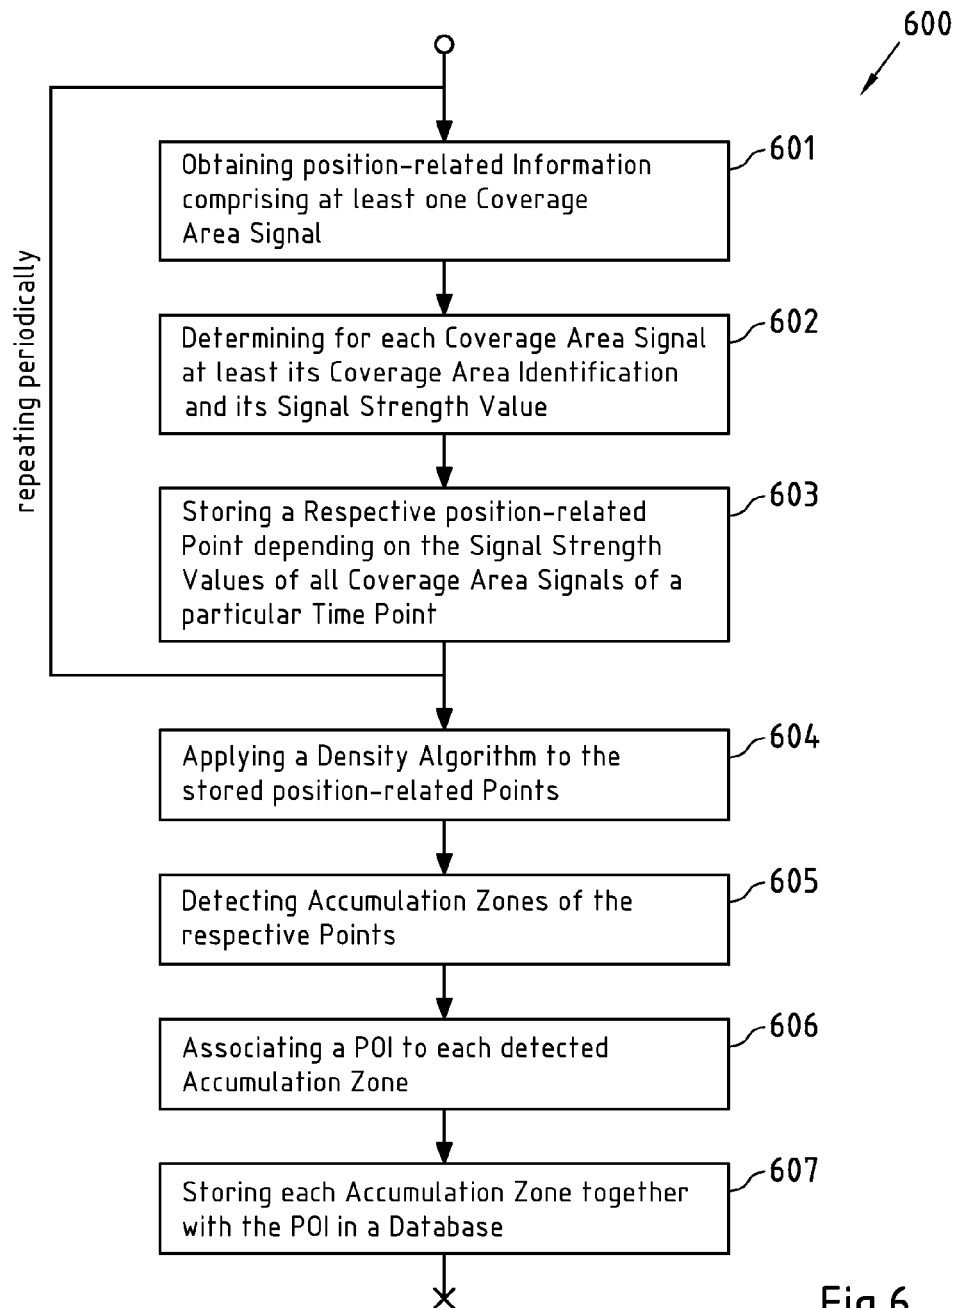 600
601
Obtaining position-related Information
comprising at least one Coverage
Area Signal
repeating periodically
602
Determining for each Coverage Area Signal
at least its Coverage Area Identification
and its Signal Strength Value
603
Storing a Respective position-related
Point depending on the Signal Strength
Values of all Coverage Area Signals of a
particular Time Point
604
Applying a Density Algorithm to the
stored position-related Points
605
Detecting Accumulation Zones of the
respective Points
606
Associating a POI to each detected
Accumulation Zone
607
Storing each Accumulation Zone together
with the POI in a Database
Fig.6